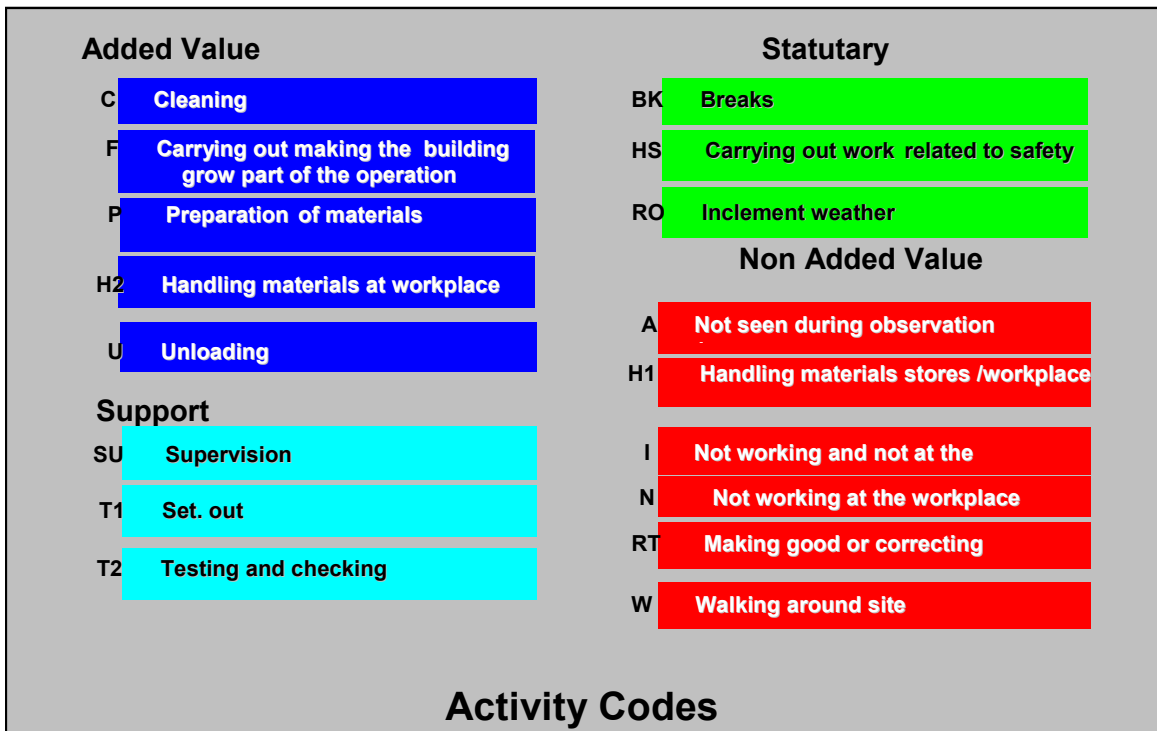 Added Value
C Cleaning
F Carrying out making the building
grow part of the operation
P Preparation of materials
H2 Handling materials at workplace
U Unloading
Support
SU Supervision
T1 Set. out
T2 Testing and checking
Statutary
BK Breaks
HS Carrying out work related to safety
RO Inclement weather
Non Added Value
A Not seen during observation
H1 Handling materials stores /workplace
I Not working and not at the
N Not working at the workplace
RT Making good or correcting
W Walking around site
Activity Codes